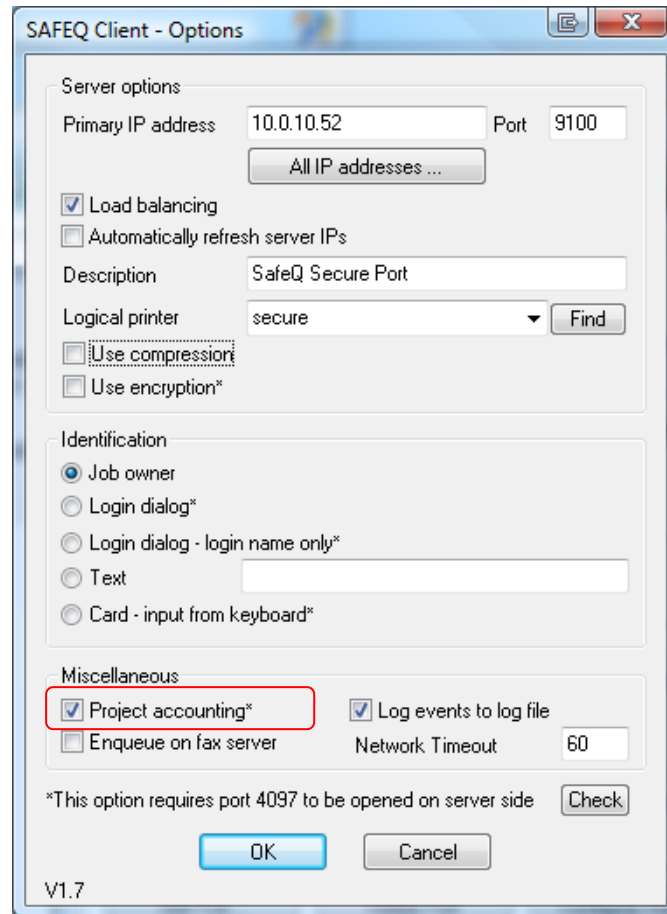 SAFEQ Client - Options
Server options
Primary IP address 10.0.10.52 Port 9100
All IP addresses ...
Load balancing
Automatically refresh server IPs
Description SafeQ Secure Port
Logical printer secure Find
Use compression
Use encryption*
Identification
Job owner
Login dialog*
Login dialog - login name only*
Text
Card - input from keyboard*
Miscellaneous
Project accounting* Log events to log file
Enqueue on fax server Network Timeout 60
*This option requires port 4097 to be opened on server side Check
OK Cancel
V1.7